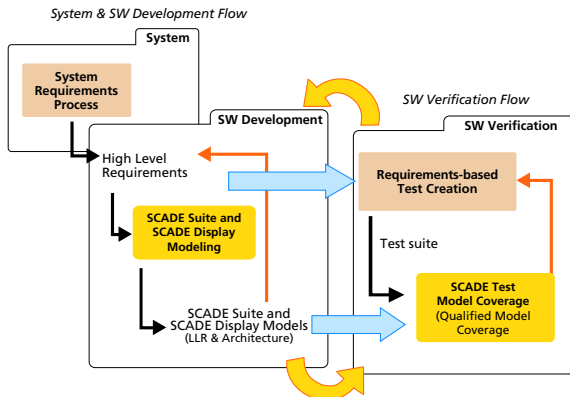 System & SW Development Flow
System
System
Requirements
Process
SW Development
High Level
Requirements
SCADE Suite and
SCADE Display
Modeling
SCADE Suite and
SCADE Display Models
(LLR & Architecture)
SW Verification Flow
SW Verification
Requirements-based
Test Creation
Test suite
SCADE Test
Model Coverage
(Qualified Model
Coverage